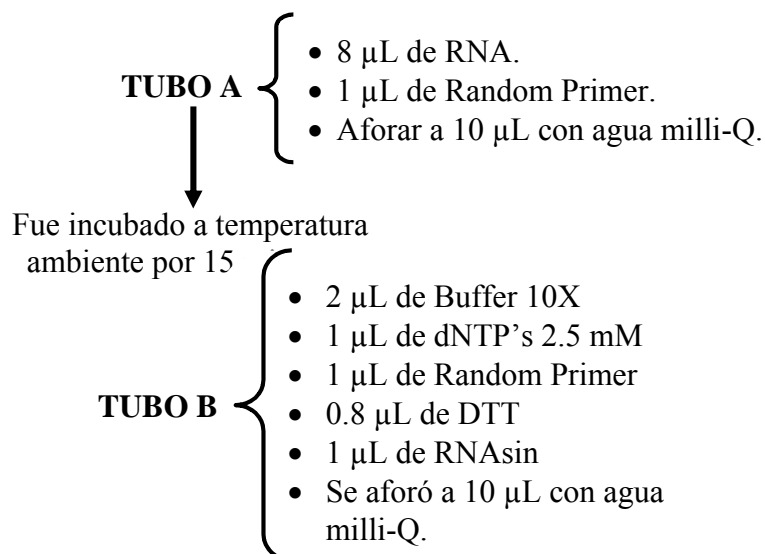 TUBO A
• 8 µL de RNA.
• 1 µL de Random Primer.
• Aforar a 10 µL con agua milli-Q.
Fue incubado a temperatura
ambiente por 15
TUBO B
• 2 µL de Buffer 10X
• 1 µL de dNTP’s 2.5 mM
• 1 µL de Random Primer
• 0.8 µL de DTT
• 1 µL de RNAsin
• Se aforó a 10 µL con agua
milli-Q.